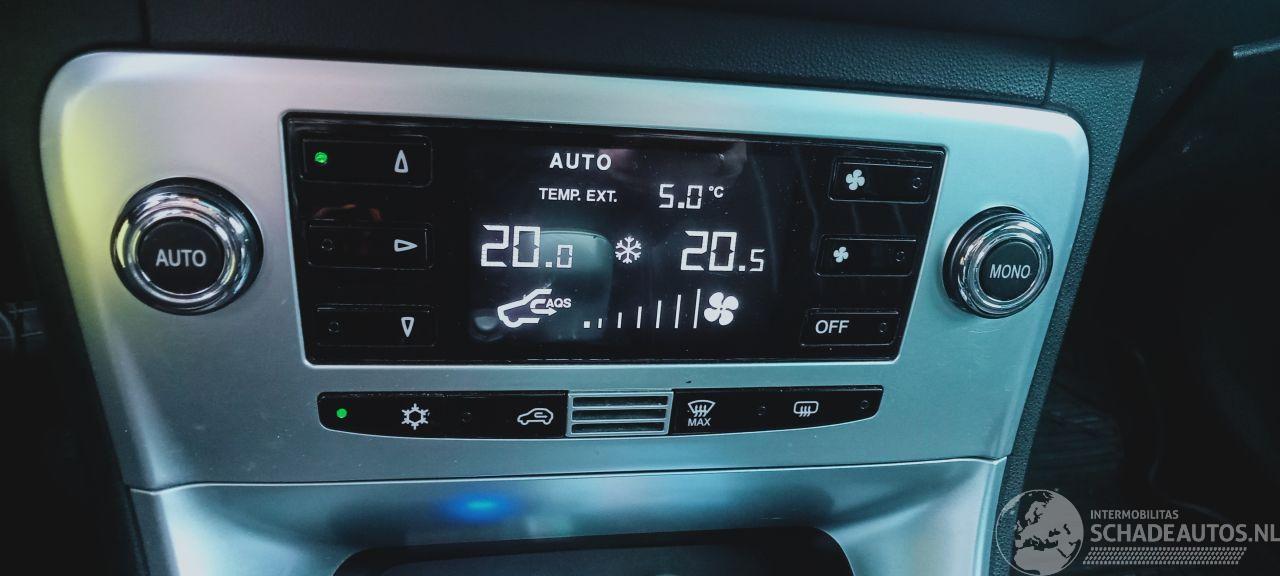 AUTO
TEMP. EXT. 5.0 °C
AUTO
20.0 20.5
MONO
AQS
OFF
MAX
INTERMOBILITAS
SCHADEAUTOS.NL